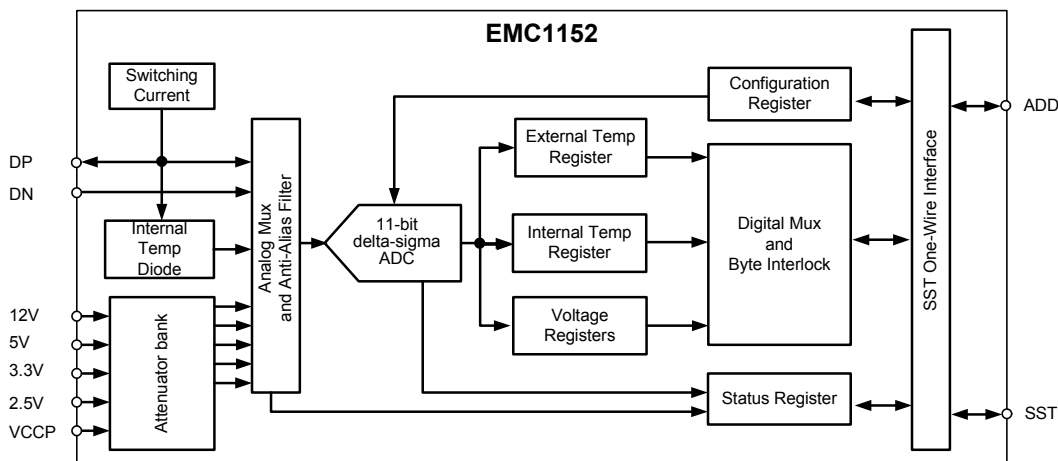 EMC1152
Switching
Current
Configuration
Register
ADD
External Temp
Register
DP
DN
Analog Mux
and Anti-Alias Filter
11-bit
delta-sigma
ADC
Internal
Temp
Diode
Internal Temp
Register
Digital Mux
and
Byte Interlock
SST One-Wire Interface
12V
5V
3.3V
2.5V
VCCP
Attenuator bank
Voltage
Registers
Status Register
SST